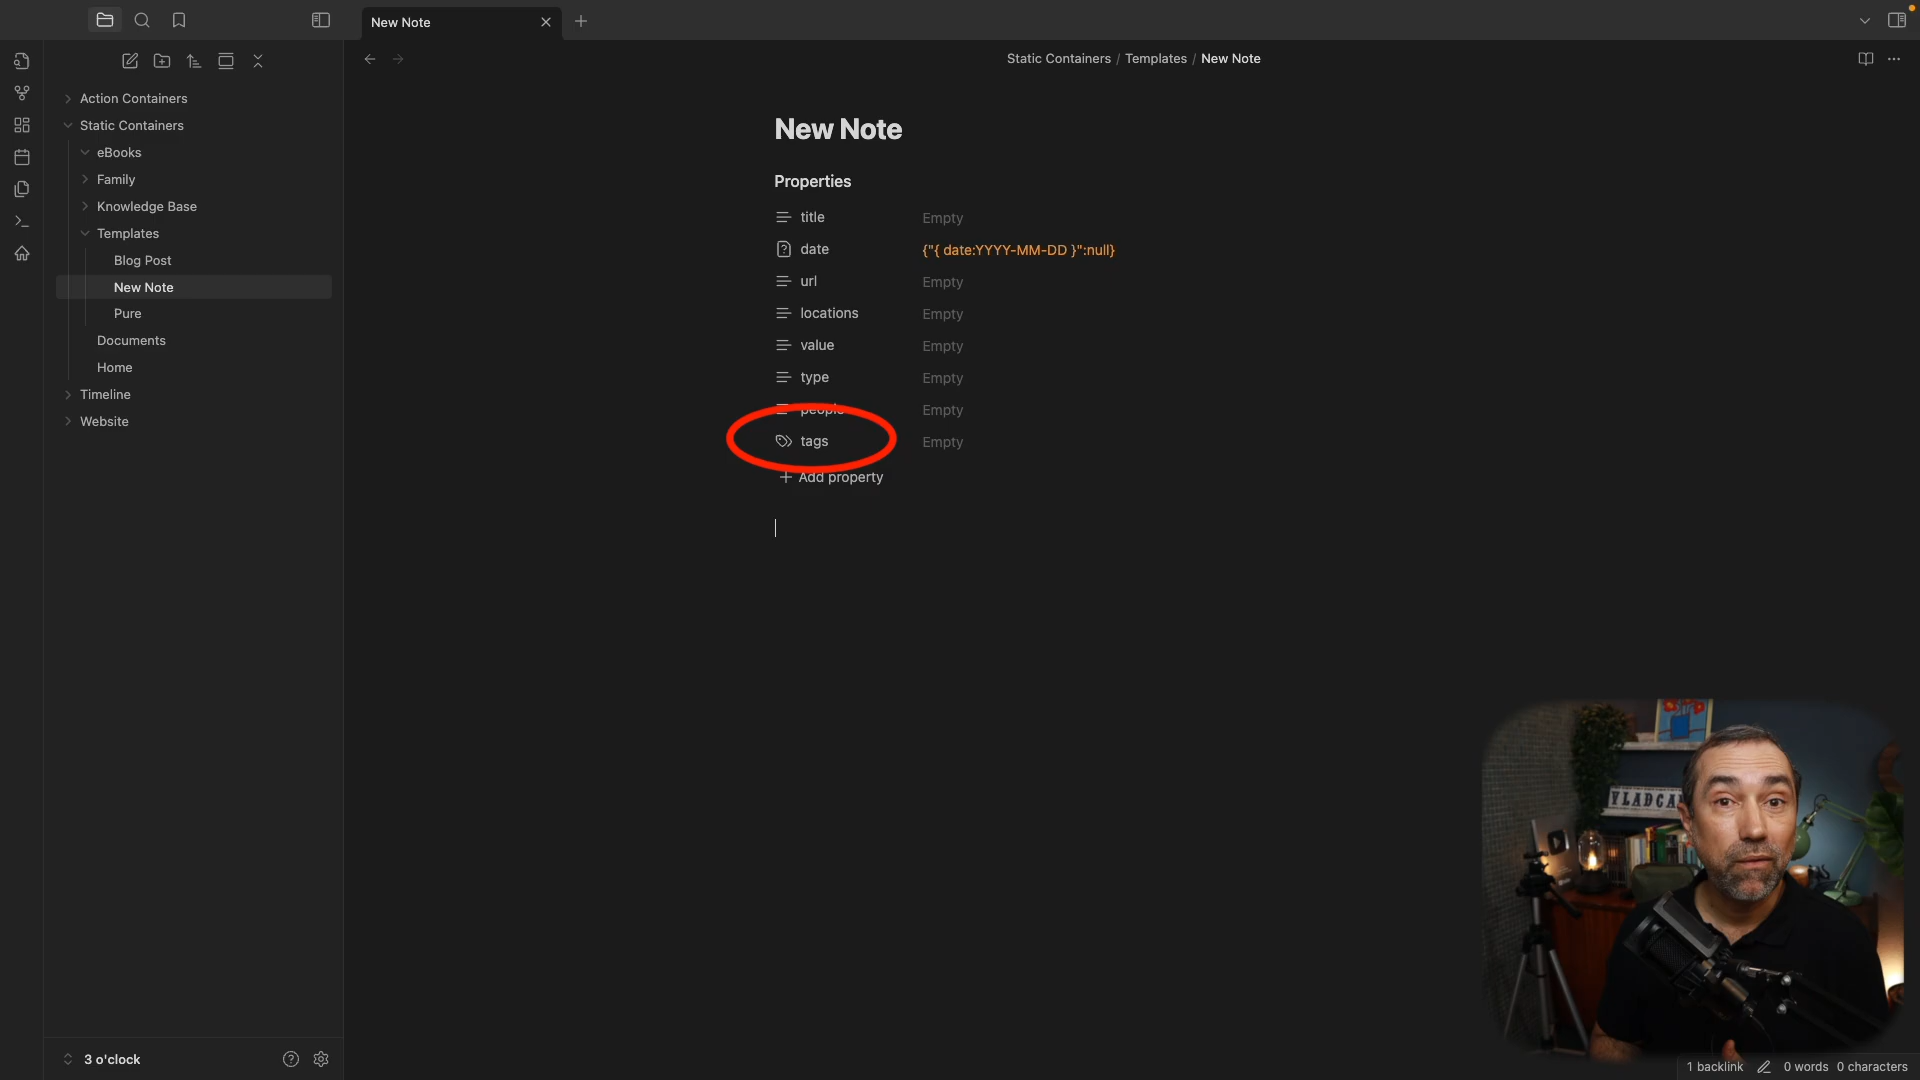 New Note
Static Containers / Templates / New Note
Action Containers
Static Containers
eBooks
Family
Knowledge Base
Templates
Blog Post
New Note
Pure
Documents
Home
Timeline
Website
3 o'clock
New Note
Properties
title Empty
date {"{ date:YYYY-MM-DD }":null}
url Empty
locations Empty
value Empty
type Empty
people Empty
tags Empty
+ Add property
VLADCA
1 backlink 0 words 0 characters